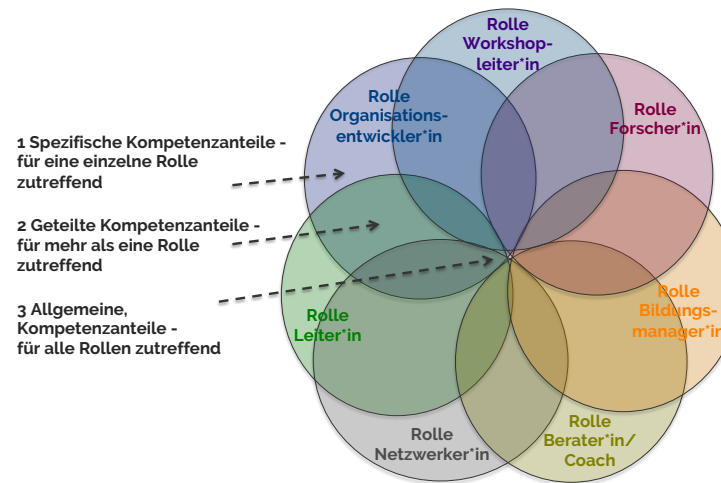 Rolle
Workshop-
leiter*in
Rolle
Organisations-
entwickler*in
Rolle
Forscher*in
1 Spezifische Kompetenzanteile -
für eine einzelne Rolle
zutreffend
2 Geteilte Kompetenzanteile -
für mehr als eine Rolle
zutreffend
3 Allgemeine,
Kompetenzanteile -
für alle Rollen zutreffend
Rolle
Leiter*in
Rolle
Bildungs-
manager*in
Rolle
Netzwerker*in
Rolle
Berater*in/
Coach